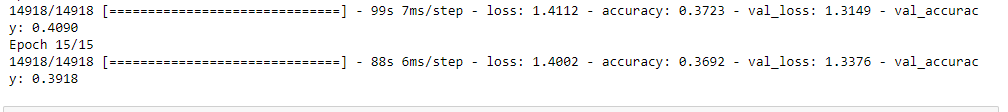 14918/14918 [==============================] - 99s 7ms/step - loss: 1.4112 - accuracy: 0.3723 - val_loss: 1.3149 - val_accurac
y: 0.4090
Epoch 15/15
14918/14918 [==============================] - 88s 6ms/step - loss: 1.4002 - accuracy: 0.3692 - val_loss: 1.3376 - val_accurac
y: 0.3918